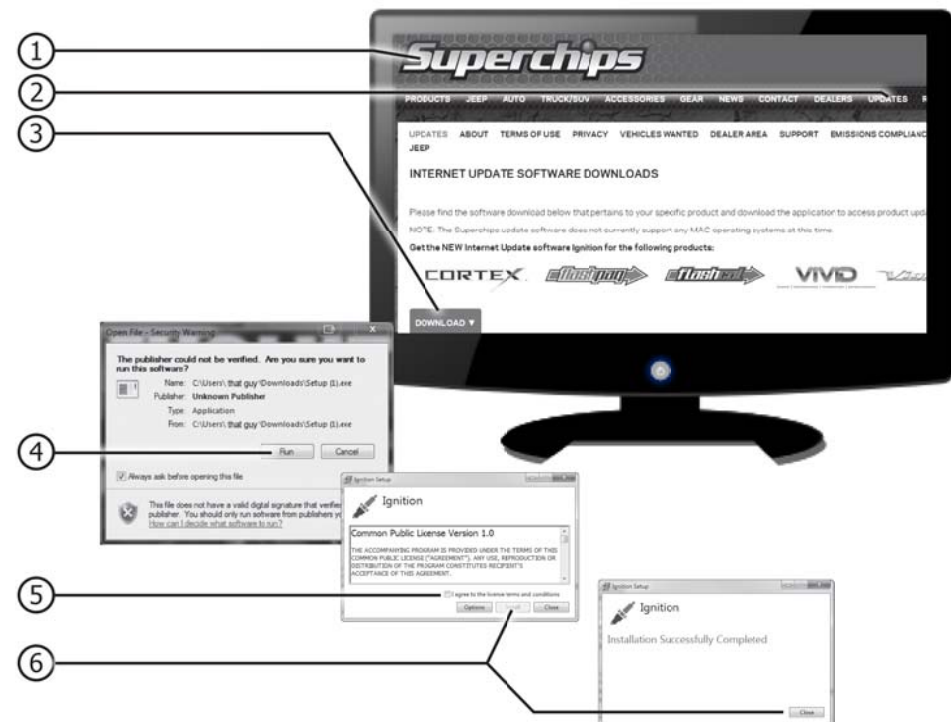 1
Superchips
2
PRODUCTS JEEP AUTO TRUCK/SUV ACCESSORIES GEAR NEWS CONTACT DEALERS UPDATES
3
UPDATES ABOUT TERMS OF USE PRIVACY VEHICLES WANTED DEALER AREA SUPPORT EMISSIONS COMPLIANC
JEEP
INTERNET UPDATE SOFTWARE DOWNLOADS
Please find the software download below that pertains to your specific product and download the application to access product upda
NOTE: The Superchips update software does not currently support any MAC operating systems at this time.
Get the NEW Internet Update software Ignition for the following products:
CORTEX flashpaq flashcal VIVID
DOWNLOAD ▼
Open File - Security Warning
The publisher could not be verified. Are you sure you want to
run this software?
Name: C:\Users\ that guy'Downloads\Setup (1).exe
Publisher: Unknown Publisher
Type: Application
From: C:\Users\ that guy'Downloads\Setup (1).exe
4
Run Cancel
Always ask before opening this file
This file does not have a valid digital signature that verifie
publisher. You should only run software from publishers yo
How can I decide what software to run?
Ignition Setup
Ignition
Common Public License Version 1.0
THE ACCOMPANYING PROGRAM IS PROVIDED UNDER THE TERMS OF THIS
COMMON PUBLIC LICENSE ("AGREEMENT"). ANY USE, REPRODUCTION OR
DISTRIBUTION OF THE PROGRAM CONSTITUTES RECIPIENT'S
ACCEPTANCE OF THIS AGREEMENT.
5
I agree to the license terms and conditions
Options Install Close
6
Ignition Setup
Ignition
Installation Successfully Completed
Close